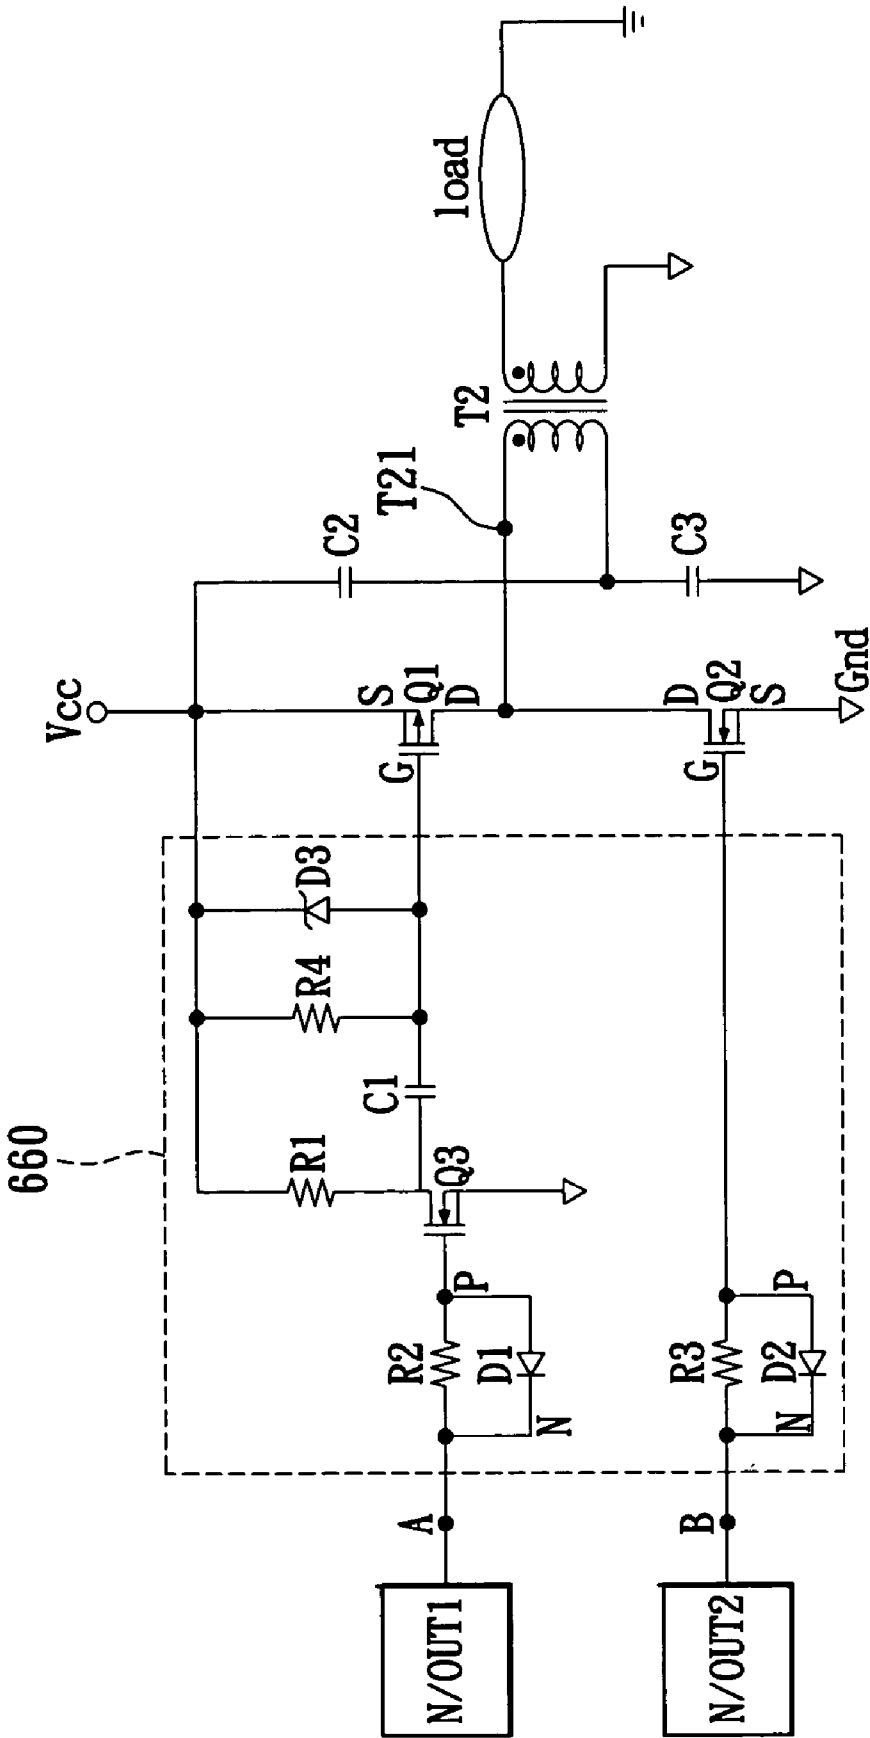 660
Vcc
C2
T21
T2
load
R1
R4
D3
S
Q1
D
G
C1
C3
Q3
A
R2
P
D1
N
N/OUT1
D
Q2
S
G
Gnd
B
R3
P
D2
N
N/OUT2